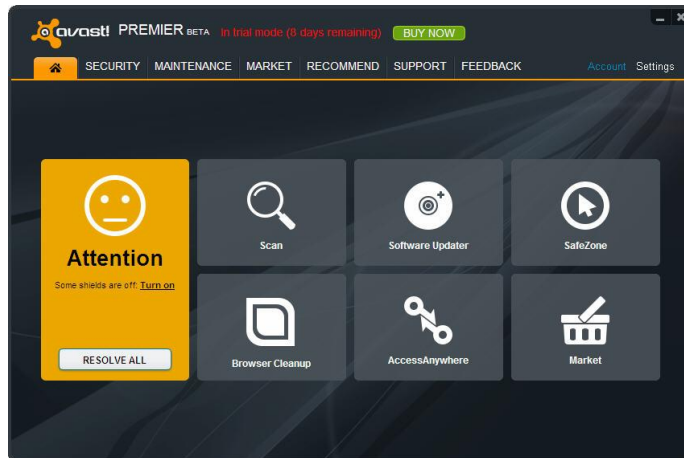 avast! PREMIER BETA In trial mode (8 days remaining) BUY NOW
SECURITY MAINTENANCE MARKET RECOMMEND SUPPORT FEEDBACK Account Settings
Attention
Some shields are off: Turn on
RESOLVE ALL
Scan
Software Updater
SafeZone
Browser Cleanup
AccessAnywhere
Market